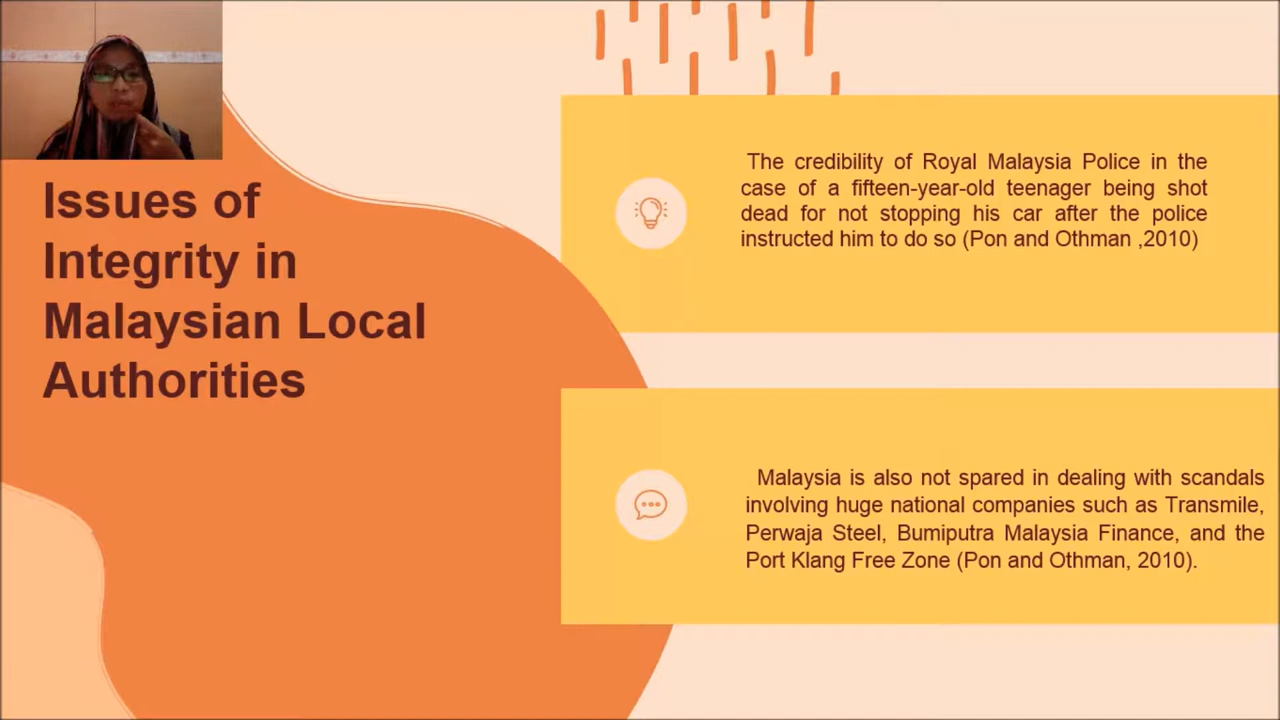 Issues of
Integrity in
Malaysian Local
Authorities
The credibility of Royal Malaysia Police in the
case of a fifteen-year-old teenager being shot
dead for not stopping his car after the police
instructed him to do so (Pon and Othman ,2010)
Malaysia is also not spared in dealing with scandals
involving huge national companies such as Transmile,
Perwaja Steel, Bumiputra Malaysia Finance, and the
Port Klang Free Zone (Pon and Othman, 2010).